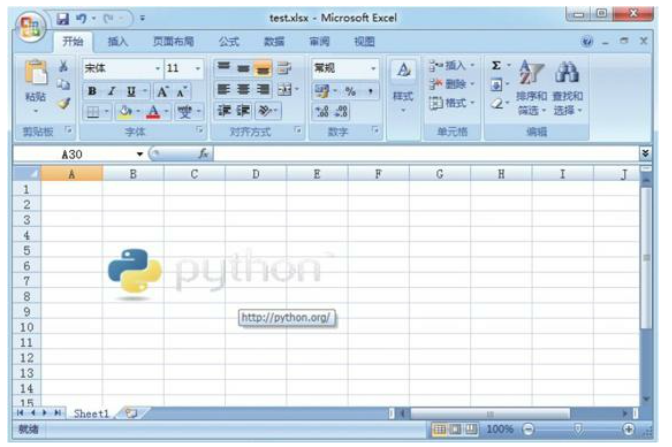 test.xlsx - Microsoft Excel
开始 插入 页面布局 公式 数据 审阅 视图
宋体 11 常规 插入 Σ
粘贴 B I U A A % , 样式 删除 排序和 查找和
A 格式 筛选 选择
剪贴板 字体 对齐方式 数字 单元格 编辑
A30 fx
A B C D E F G H I J
1
2
3
4
5
6 python
7
8
9 http://python.org/
10
11
12
13
14
15
Sheet1
就绪 100%